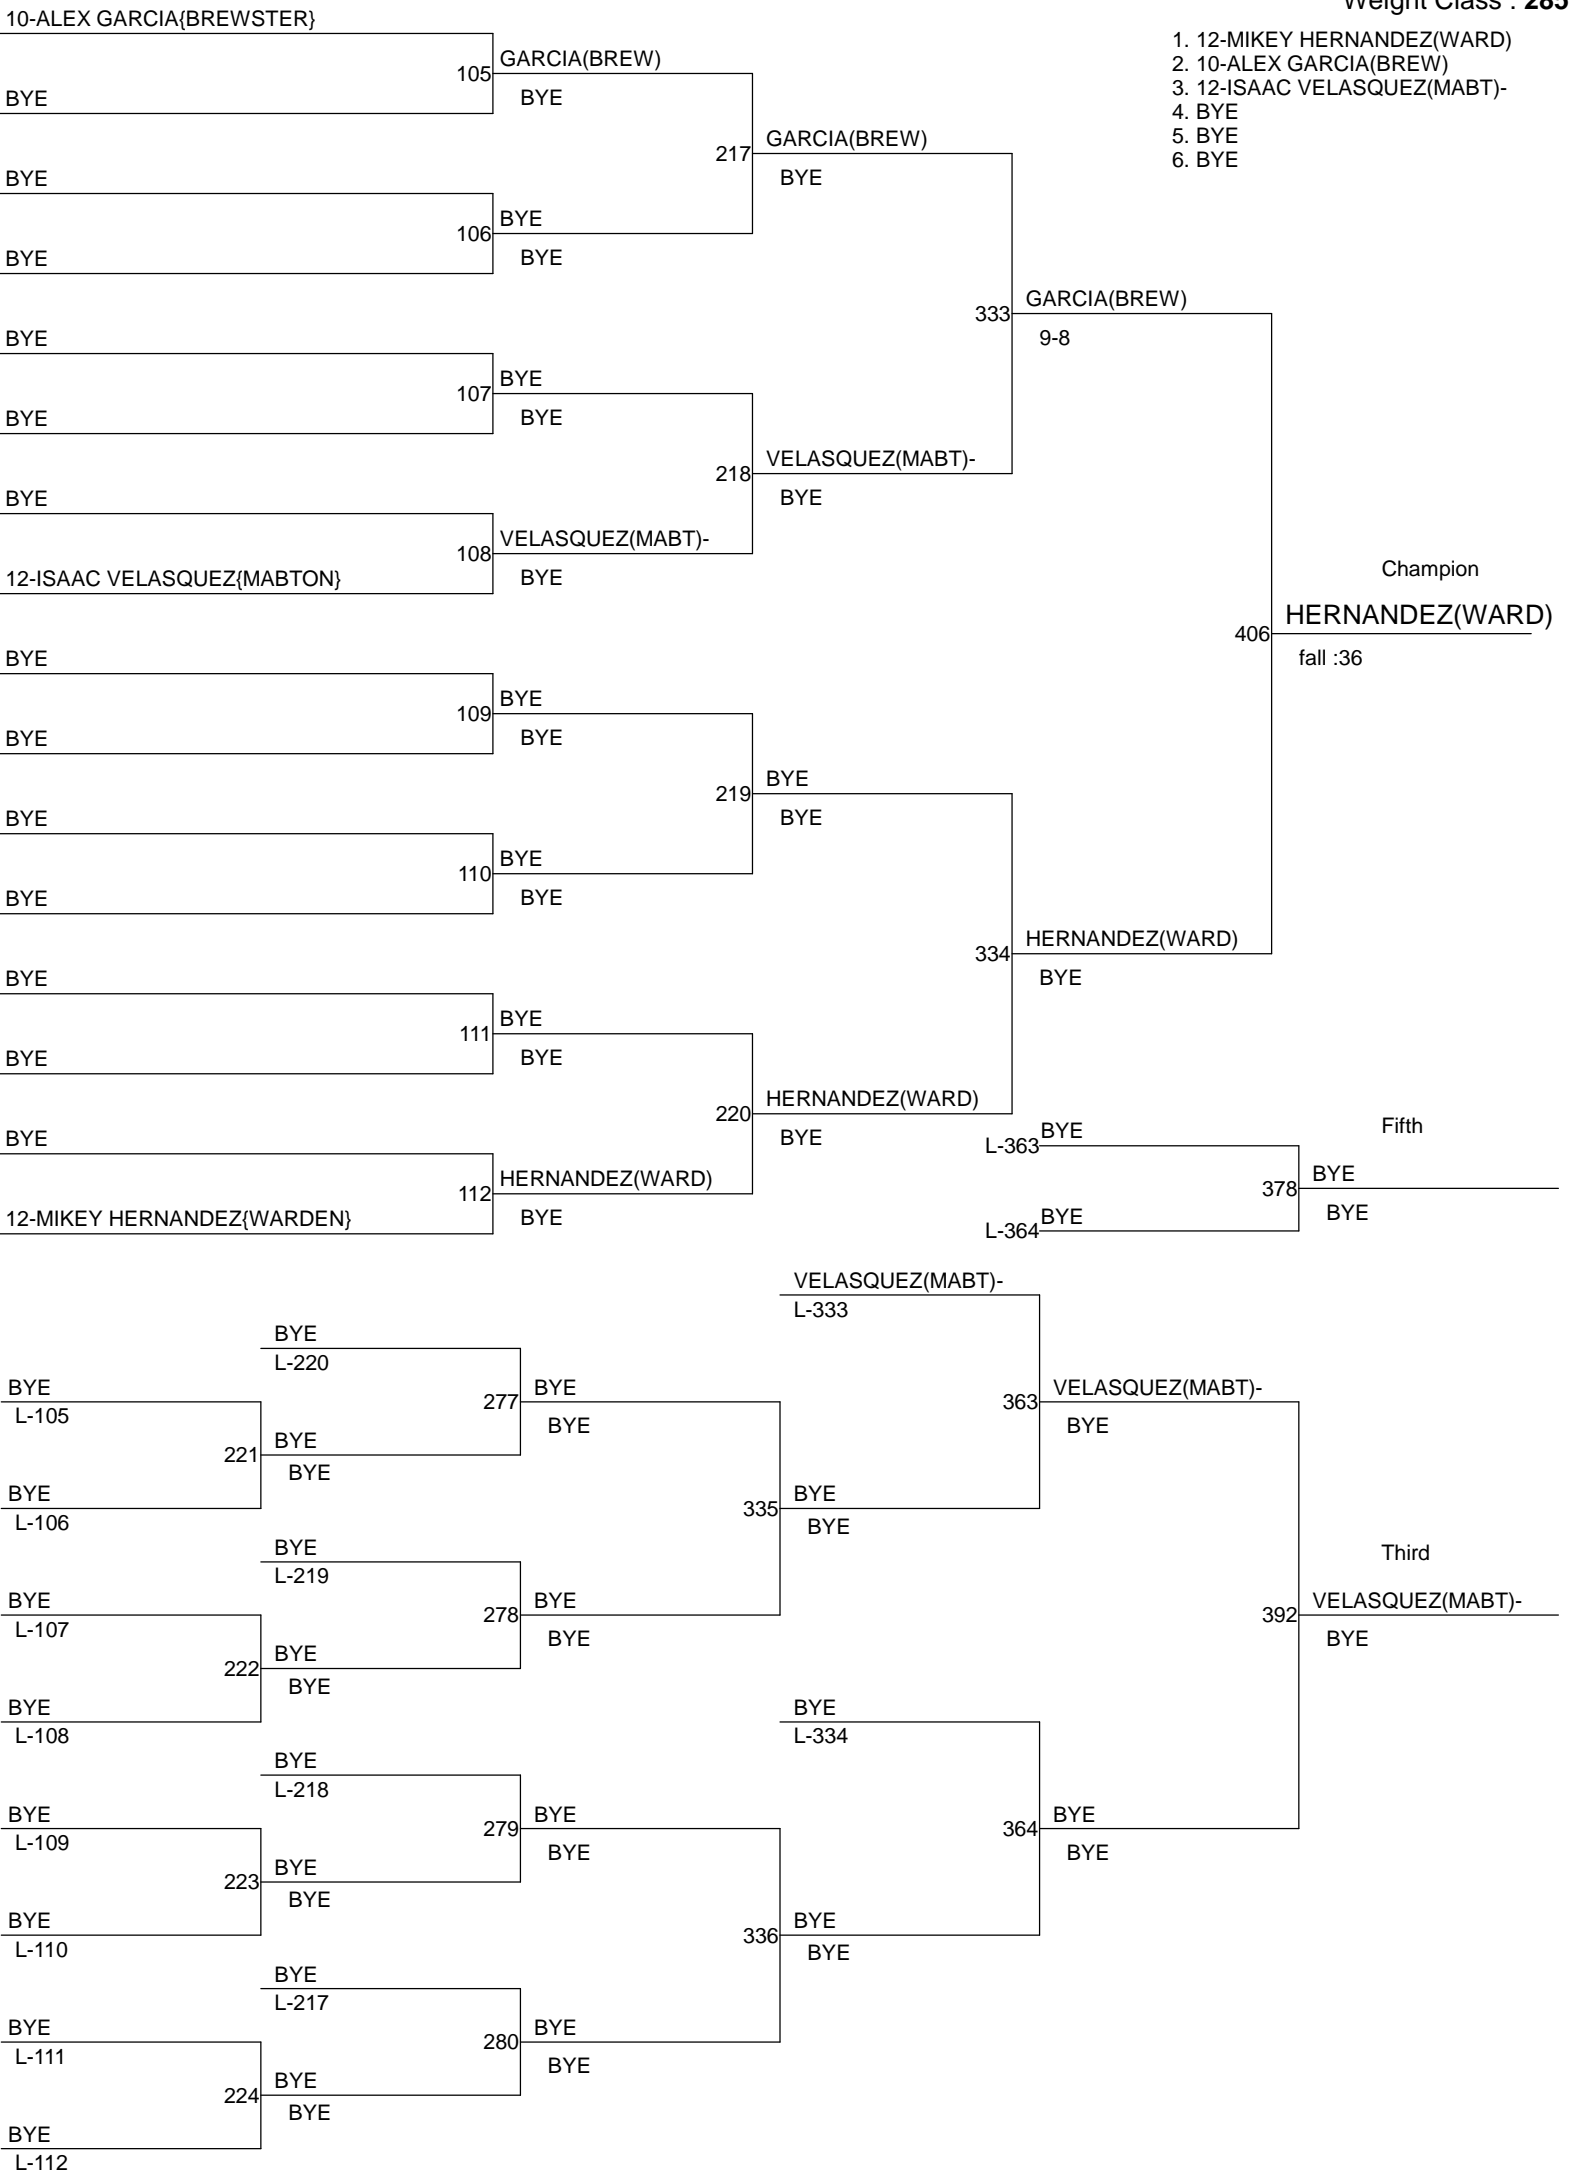 Weight Class : 285
10-ALEX GARCIA{BREWSTER}
1. 12-MIKEY HERNANDEZ(WARD)
2. 10-ALEX GARCIA(BREW)
3. 12-ISAAC VELASQUEZ(MABT)-
4. BYE
5. BYE
6. BYE
GARCIA(BREW)
105
BYE
BYE
GARCIA(BREW)
217
BYE
BYE
BYE
106
BYE
BYE
GARCIA(BREW)
333
9-8
BYE
BYE
107
BYE
BYE
VELASQUEZ(MABT)-
218
BYE
BYE
VELASQUEZ(MABT)-
108
BYE
12-ISAAC VELASQUEZ{MABTON}
Champion
HERNANDEZ(WARD)
406
fall :36
BYE
BYE
109
BYE
BYE
BYE
219
BYE
BYE
BYE
110
BYE
BYE
HERNANDEZ(WARD)
334
BYE
BYE
BYE
111
BYE
BYE
HERNANDEZ(WARD)
220
BYE
BYE
HERNANDEZ(WARD)
112
BYE
12-MIKEY HERNANDEZ{WARDEN}
Fifth
BYE
L-363
BYE
378
BYE
BYE
L-364
VELASQUEZ(MABT)-
L-333
BYE
L-220
BYE
L-105
277
BYE
BYE
363
VELASQUEZ(MABT)-
BYE
221
BYE
BYE
BYE
L-106
335
BYE
BYE
BYE
L-219
Third
BYE
L-107
278
BYE
BYE
392
VELASQUEZ(MABT)-
BYE
222
BYE
BYE
BYE
L-108
BYE
L-334
BYE
L-218
BYE
L-109
279
BYE
BYE
364
BYE
BYE
223
BYE
BYE
BYE
L-110
336
BYE
BYE
BYE
L-217
BYE
L-111
280
BYE
BYE
224
BYE
BYE
BYE
L-112